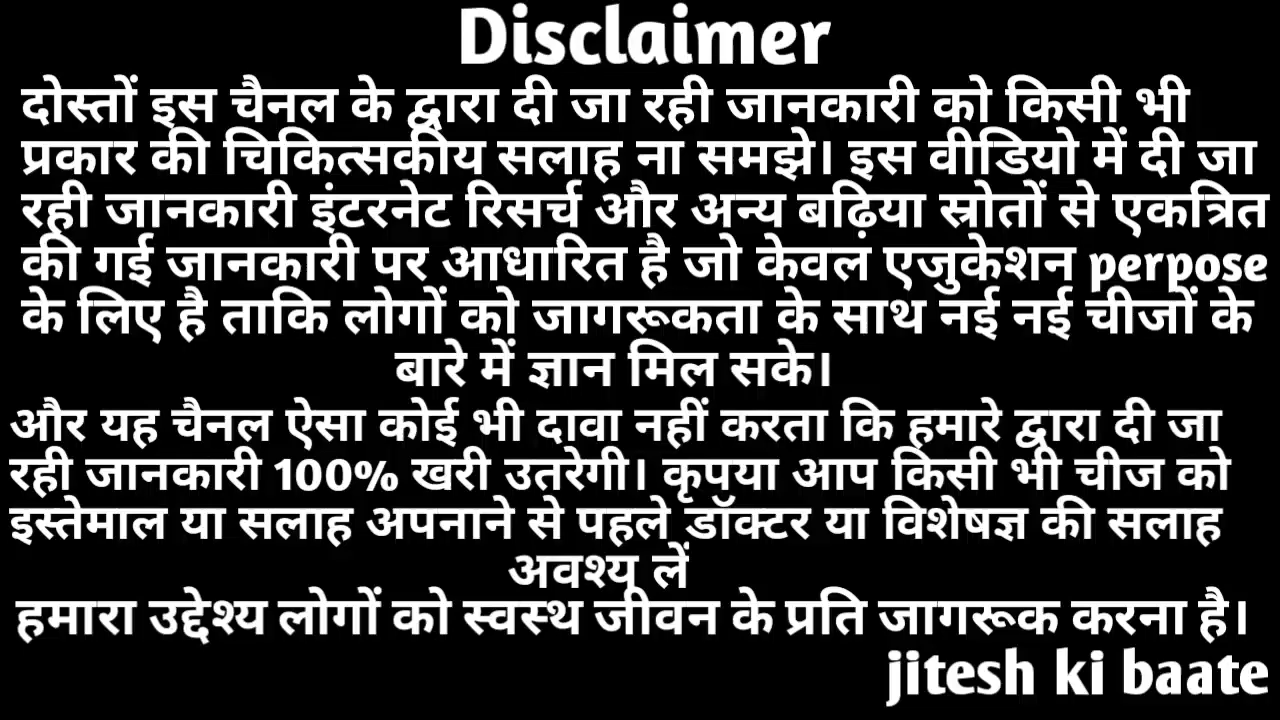 Disclaimer
दोस्तों इस चैनल के द्वारा दी जा रही जानकारी को किसी भी
प्रकार की चिकित्सकीय सलाह ना समझे। इस वीडियो में दी जा
रही जानकारी इंटरनेट रिसर्च और अन्य बढ़िया स्रोतों से एकत्रित
की गई जानकारी पर आधारित है जो केवल एजुकेशन perpose
के लिए है ताकि लोगों को जागरूकता के साथ नई नई चीजों के
बारे में ज्ञान मिल सके।
और यह चैनल ऐसा कोई भी दावा नहीं करता कि हमारे द्वारा दी जा
रही जानकारी 100% खरी उतरेगी। कृपया आप किसी भी चीज को
इस्तेमाल या सलाह अपनाने से पहले डॉक्टर या विशेषज्ञ की सलाह
अवश्य लें
हमारा उद्देश्य लोगों को स्वस्थ जीवन के प्रति जागरूक करना है।
jitesh ki baate